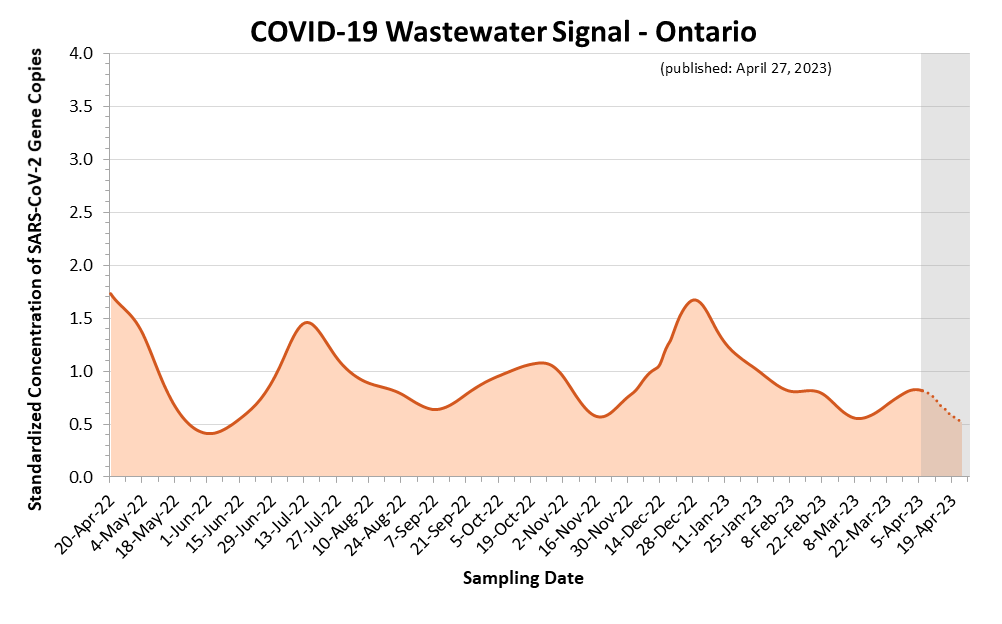 COVID-19 Wastewater Signal - Ontario
(published: April 27, 2023)
Standardized Concentration of SARS-CoV-2 Gene Copies
4.0
3.5
3.0
2.5
2.0
1.5
1.0
0.5
0.0
20-Apr-22
4-May-22
18-May-22
1-Jun-22
15-Jun-22
29-Jun-22
13-Jul-22
27-Jul-22
10-Aug-22
24-Aug-22
7-Sep-22
21-Sep-22
5-Oct-22
19-Oct-22
2-Nov-22
16-Nov-22
30-Nov-22
14-Dec-22
28-Dec-22
11-Jan-23
25-Jan-23
8-Feb-23
22-Feb-23
8-Mar-23
22-Mar-23
5-Apr-23
19-Apr-23
Sampling Date